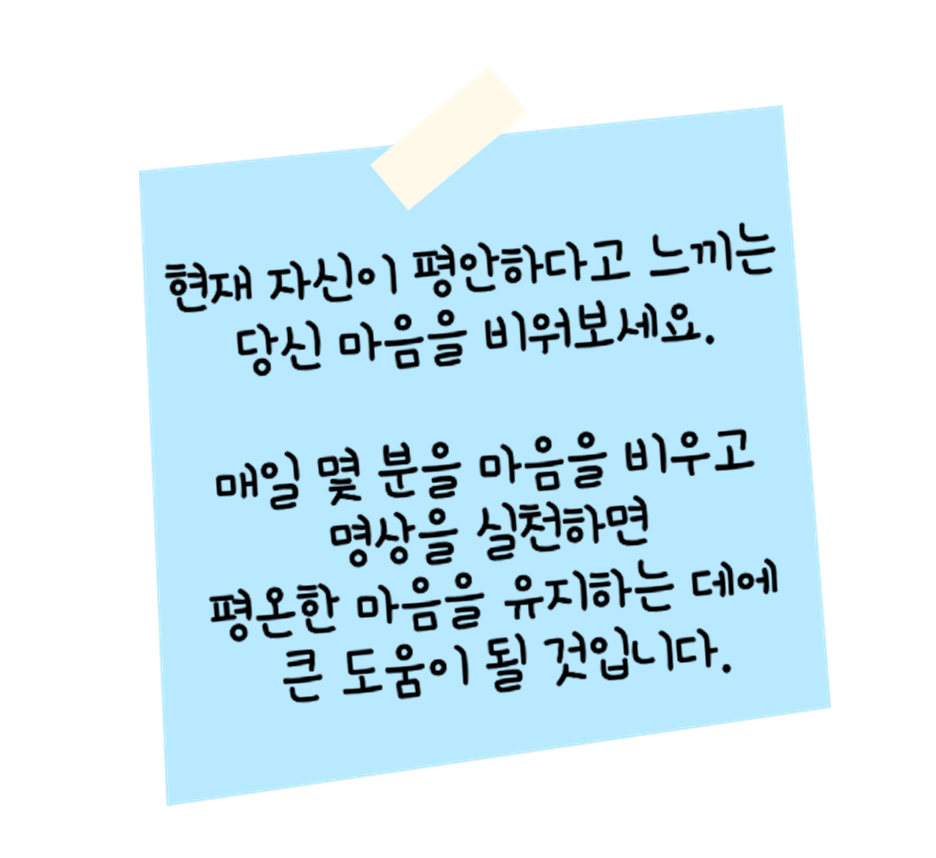 현재 자신이 평안하다고 느끼는
당신 마음을 비워보세요.
매일 몇 분을 마음을 비우고
명상을 실천하면
평온한 마음을 유지하는 데에
큰 도움이 될 것입니다.